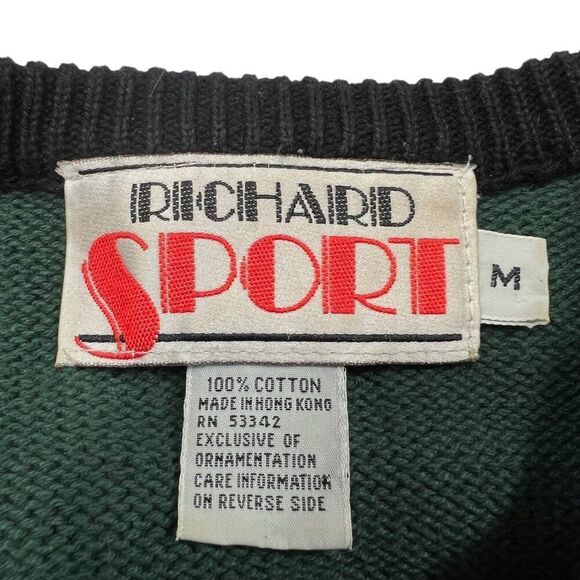 RICHARD
SPORT
M
100% COTTON
MADE IN HONG KONG
RN 53342
EXCLUSIVE OF
ORNAMENTATION
CARE INFORMATION
ON REVERSE SIDE